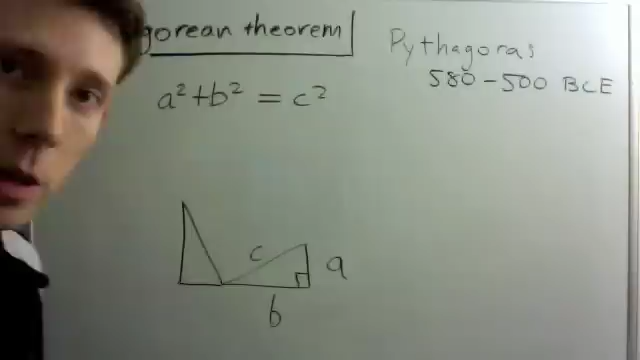 gorean theorem
Pythagoras
580-500 BCE
a²+b² = c²
c
a
b